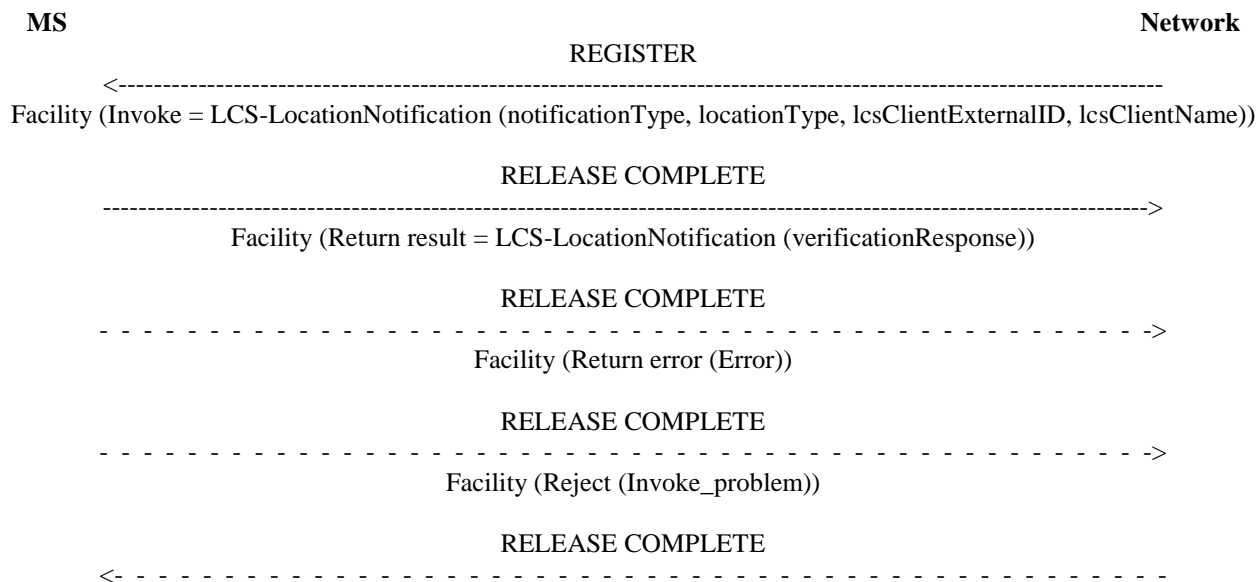 MS Network
REGISTER
<------------------------------------------------------------------------------------------------------------------------
Facility (Invoke = LCS-LocationNotification (notificationType, locationType, lcsClientExternalID, lcsClientName))
RELEASE COMPLETE
------------------------------------------------------------------------------------------------------------------------>
Facility (Return result = LCS-LocationNotification (verificationResponse))
RELEASE COMPLETE
- - - - - - - - - - - - - - - - - - - - - - - - - - - - - - - - - - - - - - - - - - - - - - - - ->
Facility (Return error (Error))
RELEASE COMPLETE
- - - - - - - - - - - - - - - - - - - - - - - - - - - - - - - - - - - - - - - - - - - - - - - - ->
Facility (Reject (Invoke_problem))
RELEASE COMPLETE
<- - - - - - - - - - - - - - - - - - - - - - - - - - - - - - - - - - - - - - - - - - - - - - - - -